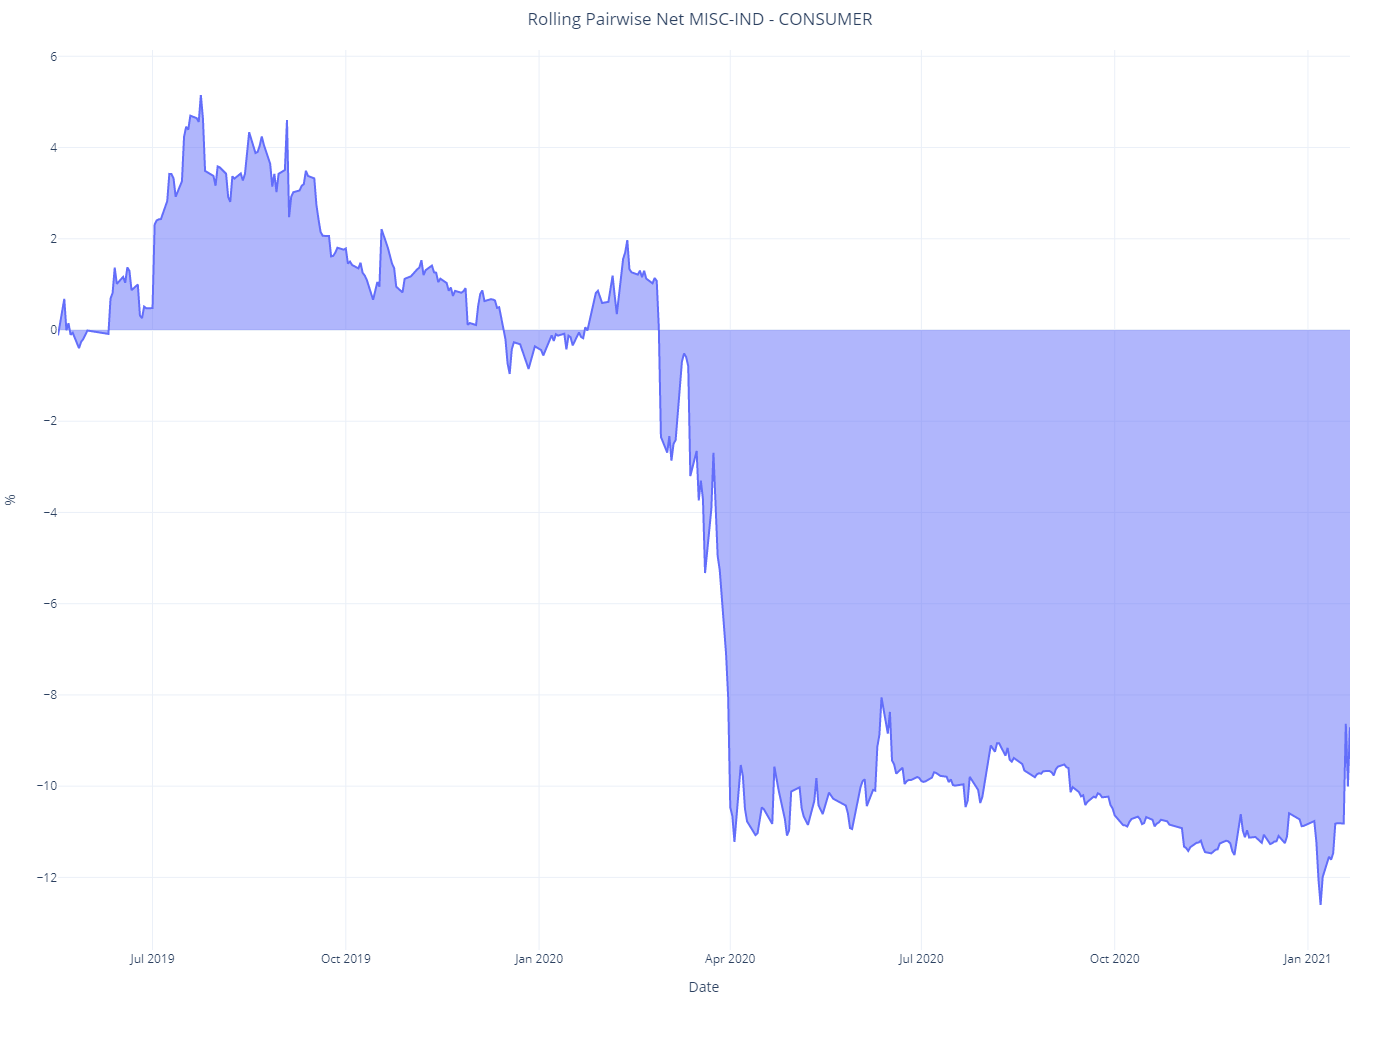 Rolling Pairwise Net MISC-IND - CONSUMER
6
4
2
0
−2
−4
−6
−8
−10
−12
%
Jul 2019
Oct 2019
Jan 2020
Apr 2020
Jul 2020
Oct 2020
Jan 2021
Date